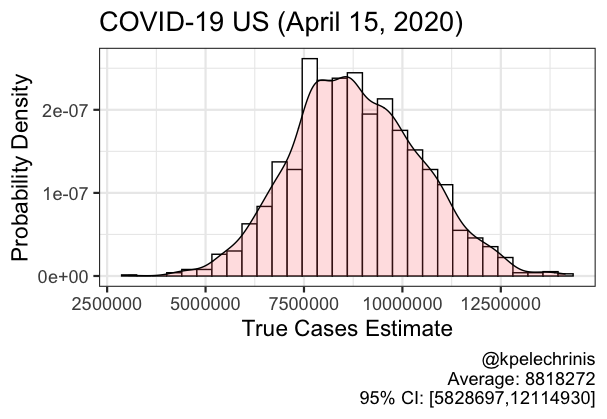 COVID-19 US (April 15, 2020)
Probability Density
2e-07
1e-07
0e+00
2500000 5000000 7500000 10000000 12500000
True Cases Estimate
@kpelechrinis
Average: 8818272
95% CI: [5828697,12114930]